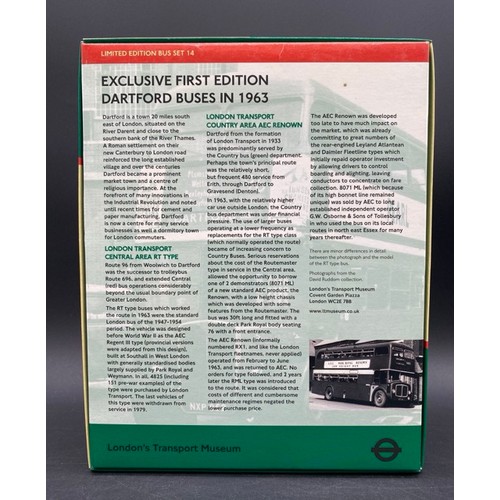 LIMITED EDITION BUS SET 14
EXCLUSIVE FIRST EDITION
DARTFORD BUSES IN 1963
Dartford is a town 20 miles south
east of London, situated on the
River Darent and close to the
southern bank of the River Thames.
A Roman settlement on their
new Canterbury to London road
reinforced the long established
village and over the centuries
Dartford became a prominent
market town and a centre of
religious importance. At the
forefront of many innovations in
the Industrial Revolution and noted
until recent times for cement and
paper manufacturing, Dartford
is now a centre for many service
businesses as well a dormitory town
for London commuters.
LONDON TRANSPORT
CENTRAL AREA RT TYPE
Route 96 from Woolwich to Dartford
was the successor to trolleybus
Route 696, and extended Central
(red) bus operations considerably
beyond the usual boundary point of
Greater London.
The RT type buses which worked
the route in 1963 were the standard
London bus of the 1947-1954
period. The vehicle was designed
before World War II as the AEC
Regent III type (provincial versions
were adapted from this design),
built at Southall in West London
with generally standardised bodies
largely supplied by Park Royal and
Weymann. In all, 4825 (including
151 pre-war examples) of the
type were purchased by London
Transport. The last vehicles of
this type were withdrawn from
service in 1979.
LONDON TRANSPORT
COUNTRY AREA AEC RENOWN
Dartford from the formation
of London Transport in 1933
was predominantly served by
the Country bus (green) department.
Perhaps the town's principal route
was the relatively short,
but frequent 480 service from
Erith, through Dartford to
Gravesend (Denton).
In 1963, with the relatively higher
car use outside London, the Country
bus department was under financial
pressure. The use of larger buses
operating at a lower frequency as
replacements for the RT type class
(which normally operated the route)
became of increasing concern to
Country Buses. Serious reservations
about the cost of the Routemaster
type in service in the Central area,
allowed the opportunity to borrow
one of 2 demonstrators (8071 ML)
of a new standard AEC product, the
Renown, with a low height chassis
which was developed with some
features from the Routemaster. The
bus was 30ft long and fitted with a
double deck Park Royal body seating
76 with a front entrance.
The AEC Renown (informally
numbered RX1, and like the London
Transport fleetnames, never applied)
operated from February to June
1963, and was returned to AEC. No
orders for type followed, and 2 years
later the RML type was introduced
to the route. It was considered that
costs of different and cumbersome
maintenance regimes negated the
lower purchase price.
The AEC Renown was developed
too late to have much impact on
the market, which was already
committing to great numbers of
the rear-engined Leyland Atlantean
and Daimler Fleetline types which
initially repaid operator investment
by allowing drivers to control
boarding and alighting, leaving
conductors to concentrate on fare
collection. 8071 ML (which because
of its high bonnet line remained
unique) was sold by AEC to long
established independent operator
G.W. Osborne & Sons of Tollesbury
in who used the bus on its local
routes in north east Essex for many
years thereafter.
There are minor differences in detail
between the photograph and the model
of the RT type bus.
Photographs from the
David Ruddom collection.
London's Transport Museum
Covent Garden Piazza
London WC2E 7BB
www.ltmuseum.co.uk
London's Transport Museum